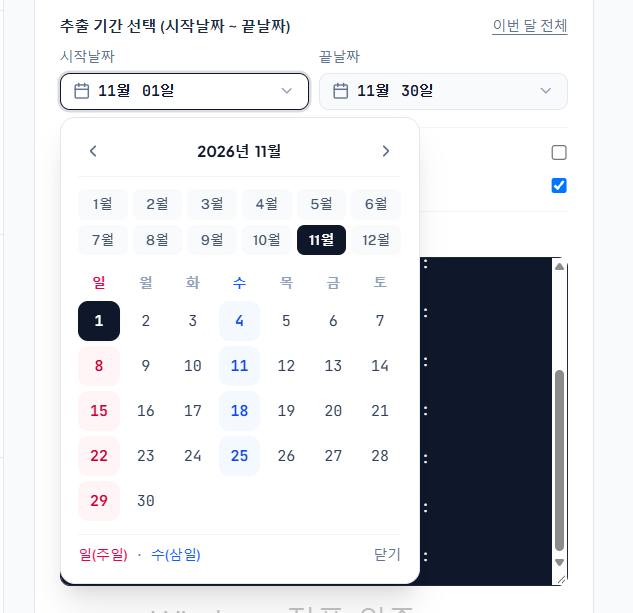 추출 기간 선택 (시작날짜 ~ 끝날짜) 이번 달 전체
시작날짜 끝날짜
11월 01일 11월 30일
2026년 11월
1월 2월 3월 4월 5월 6월
7월 8월 9월 10월 11월 12월
일 월 화 수 목 금 토
1 2 3 4 5 6 7
8 9 10 11 12 13 14
15 16 17 18 19 20 21
22 23 24 25 26 27 28
29 30
일(주일) · 수(삼일) 닫기